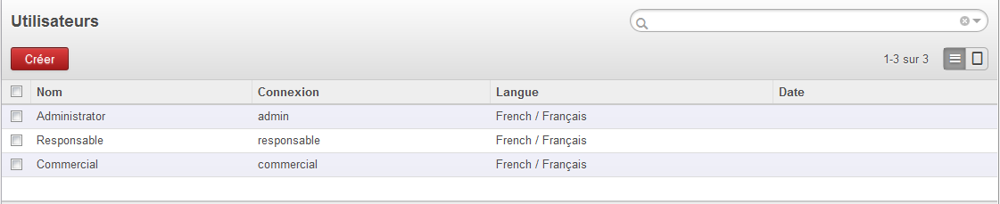 Utilisateurs
Créer
1-3 sur 3
Nom Connexion Langue Date
Administrator admin French / Français
Responsable responsable French / Français
Commercial commercial French / Français